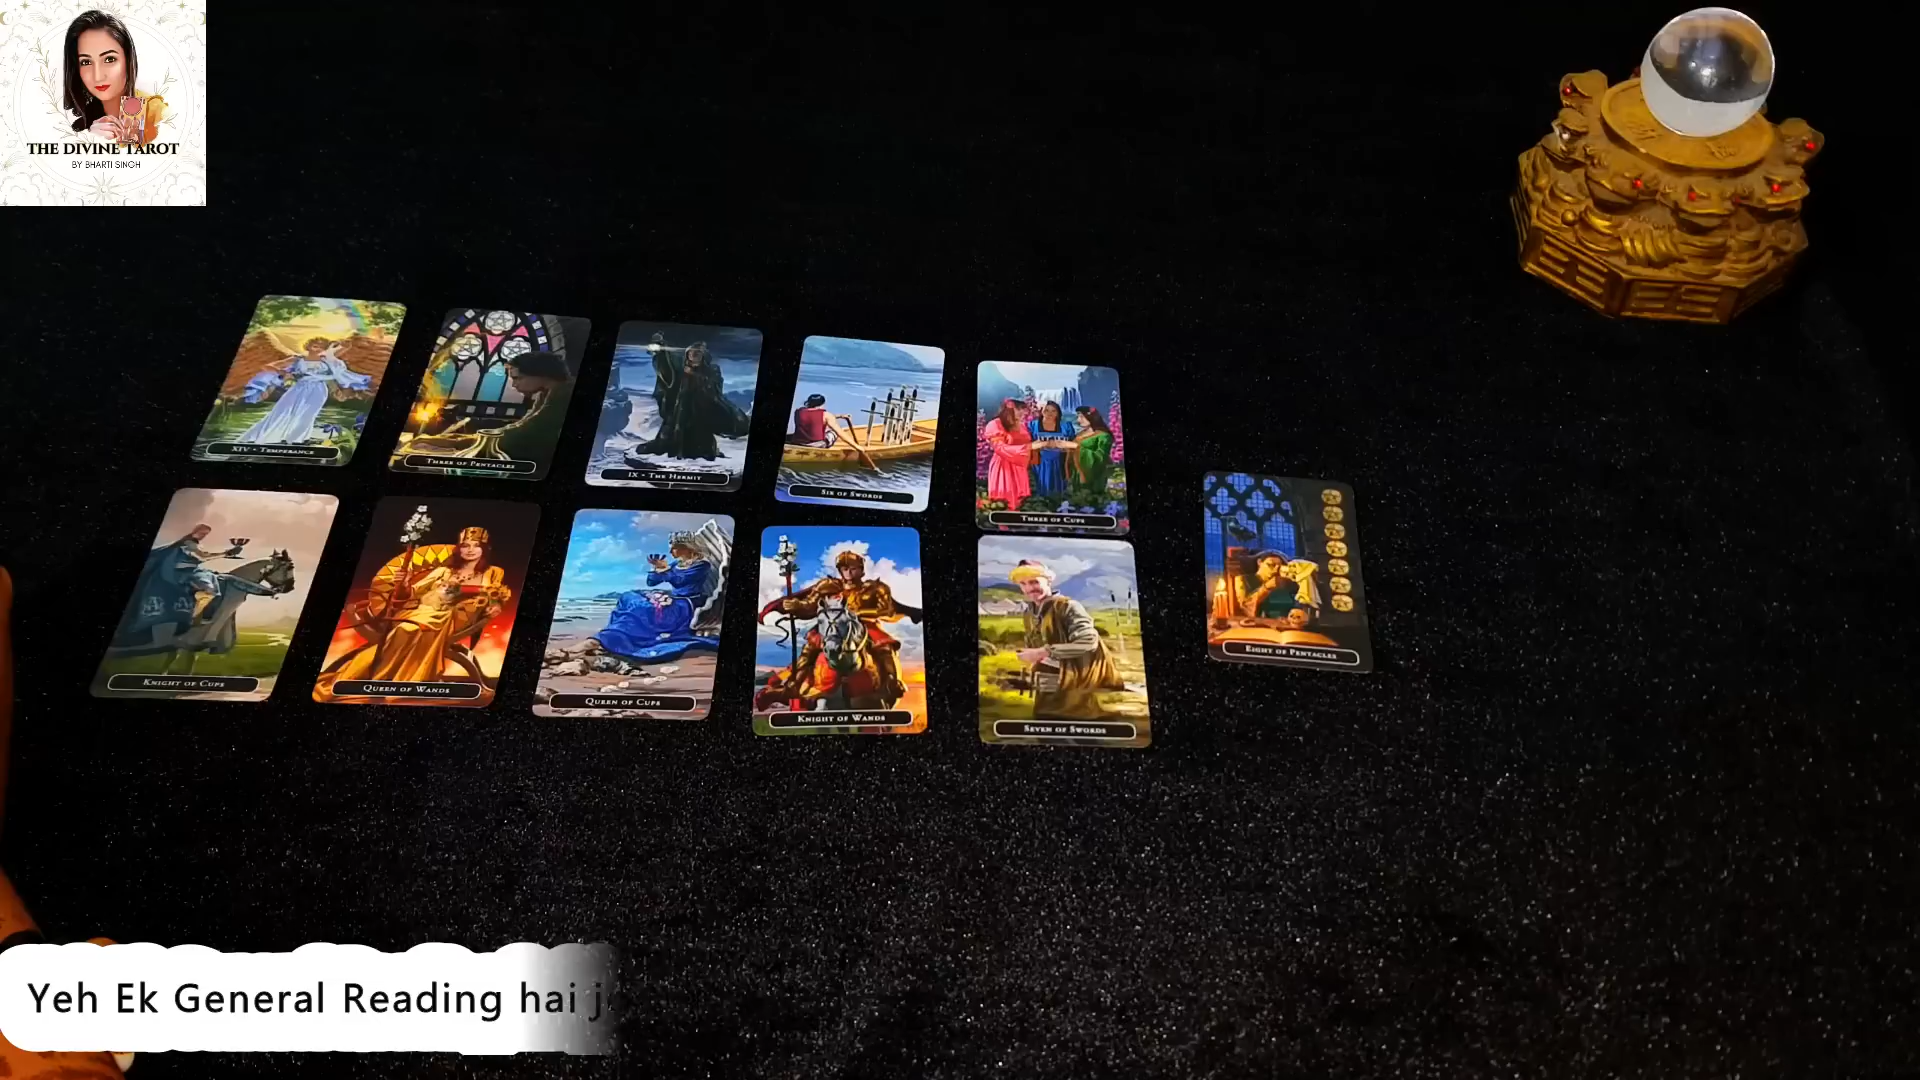 THE DIVINE TAROT
BY BHARTI SINGH
XIV • TEMPERANCE
THREE OF PENTACLES
IX • THE HERMIT
SIX OF SWORDS
THREE OF CUPS
KNIGHT OF CUPS
QUEEN OF WANDS
QUEEN OF CUPS
KNIGHT OF WANDS
SEVEN OF SWORDS
EIGHT OF PENTACLES
Yeh Ek General Reading hai